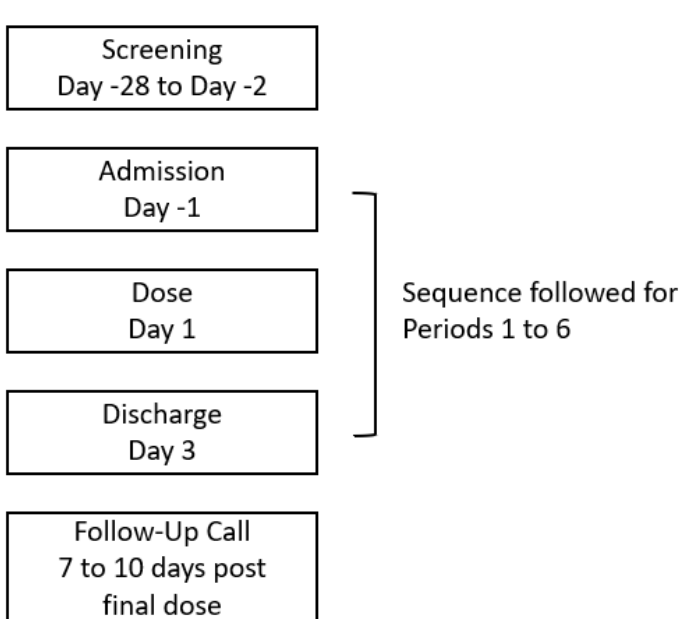 Screening
Day -28 to Day -2
Admission
Day -1
Dose
Day 1
Discharge
Day 3
Sequence followed for
Periods 1 to 6
Follow-Up Call
7 to 10 days post
final dose